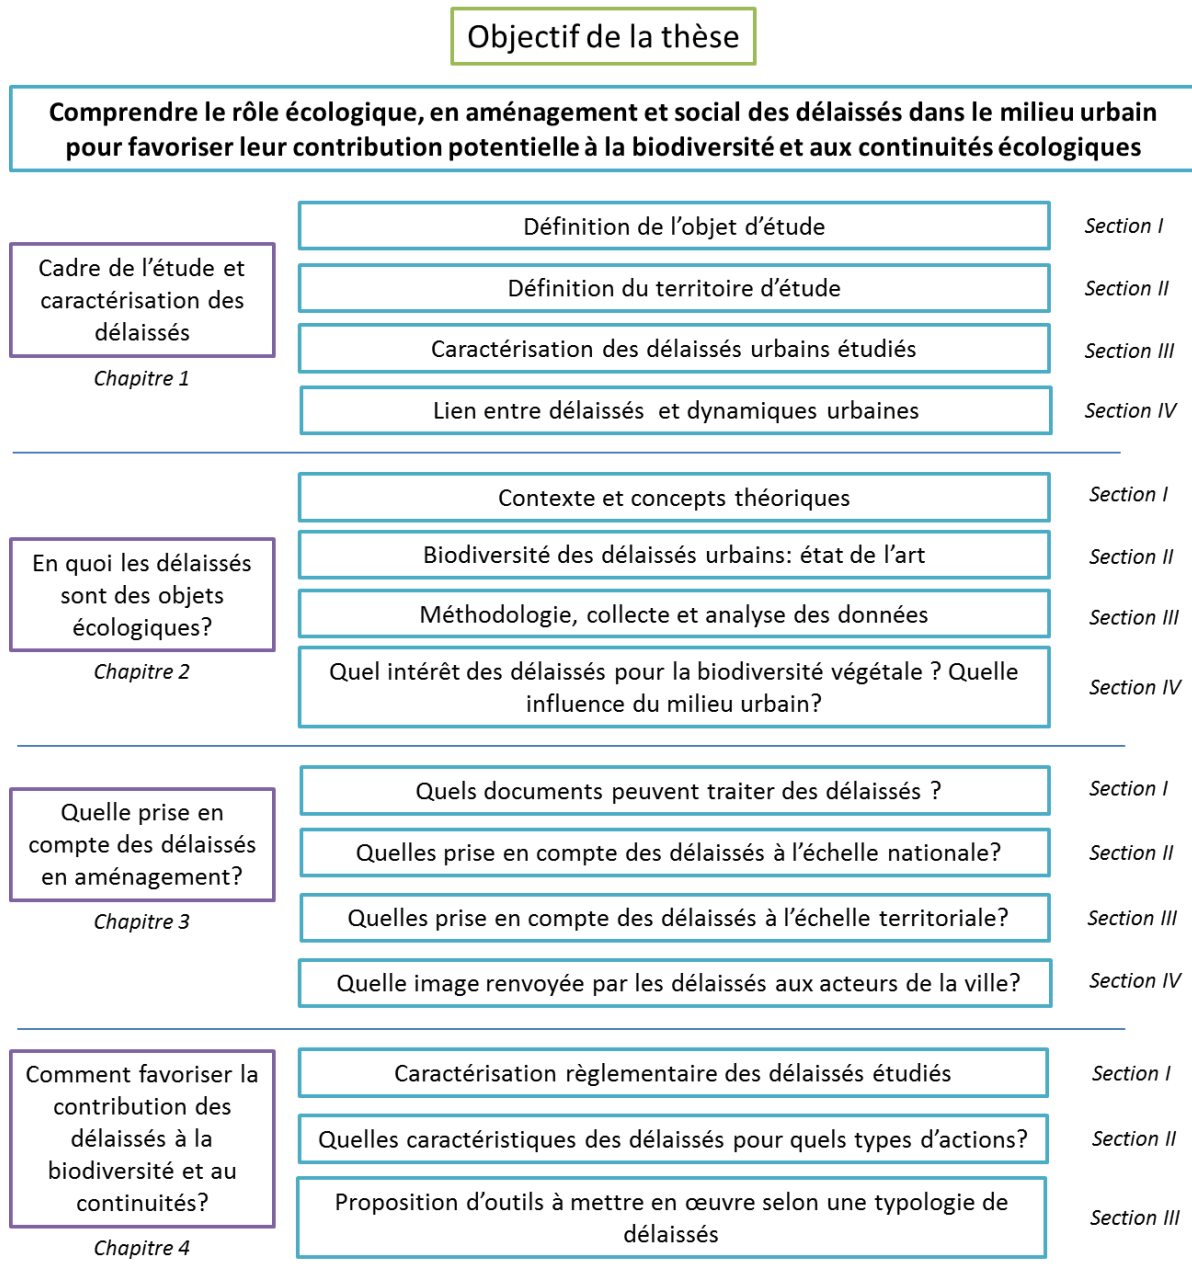 Objectif de la thèse
Comprendre le rôle écologique, en aménagement et social des délaissés dans le milieu urbain
pour favoriser leur contribution potentielle à la biodiversité et aux continuités écologiques
Cadre de l'étude et
caractérisation des
délaissés
Chapitre 1
Définition de l'objet d'étude
Section I
Définition du territoire d'étude
Section II
Caractérisation des délaissés urbains étudiés
Section III
Lien entre délaissés et dynamiques urbaines
Section IV
En quoi les délaissés
sont des objets
écologiques?
Chapitre 2
Contexte et concepts théoriques
Section I
Biodiversité des délaissés urbains: état de l'art
Section II
Méthodologie, collecte et analyse des données
Section III
Quel intérêt des délaissés pour la biodiversité végétale ? Quelle
influence du milieu urbain?
Section IV
Quelle prise en
compte des délaissés
en aménagement?
Chapitre 3
Quels documents peuvent traiter des délaissés ?
Section I
Quelles prise en compte des délaissés à l'échelle nationale?
Section II
Quelles prise en compte des délaissés à l'échelle territoriale?
Section III
Quelle image renvoyée par les délaissés aux acteurs de la ville?
Section IV
Comment favoriser la
contribution des
délaissés à la
biodiversité et au
continuités?
Chapitre 4
Caractérisation règlementaire des délaissés étudiés
Section I
Quelles caractéristiques des délaissés pour quels types d'actions?
Section II
Proposition d'outils à mettre en œuvre selon une typologie de
délaissés
Section III